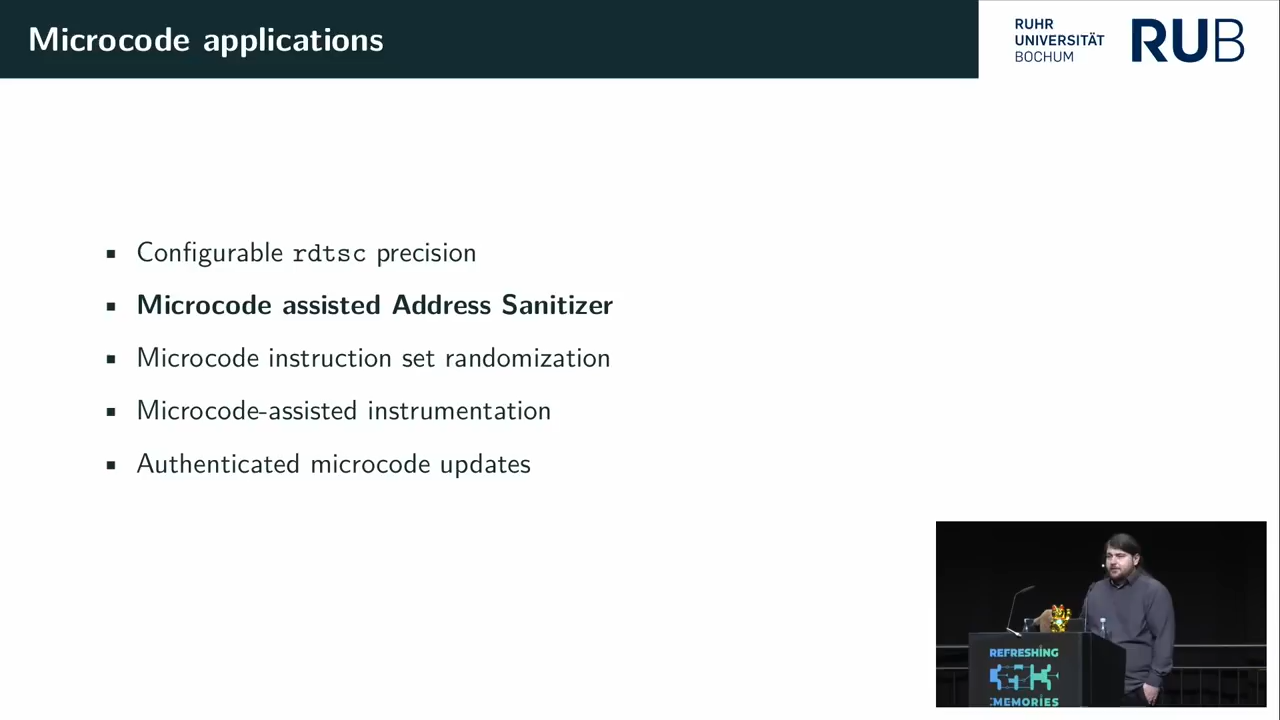 Microcode applications
RUHR
UNIVERSITÄT
BOCHUM
RUB
Configurable rdtsc precision
Microcode assisted Address Sanitizer
Microcode instruction set randomization
Microcode-assisted instrumentation
Authenticated microcode updates
REFRESHING
MEMORIES